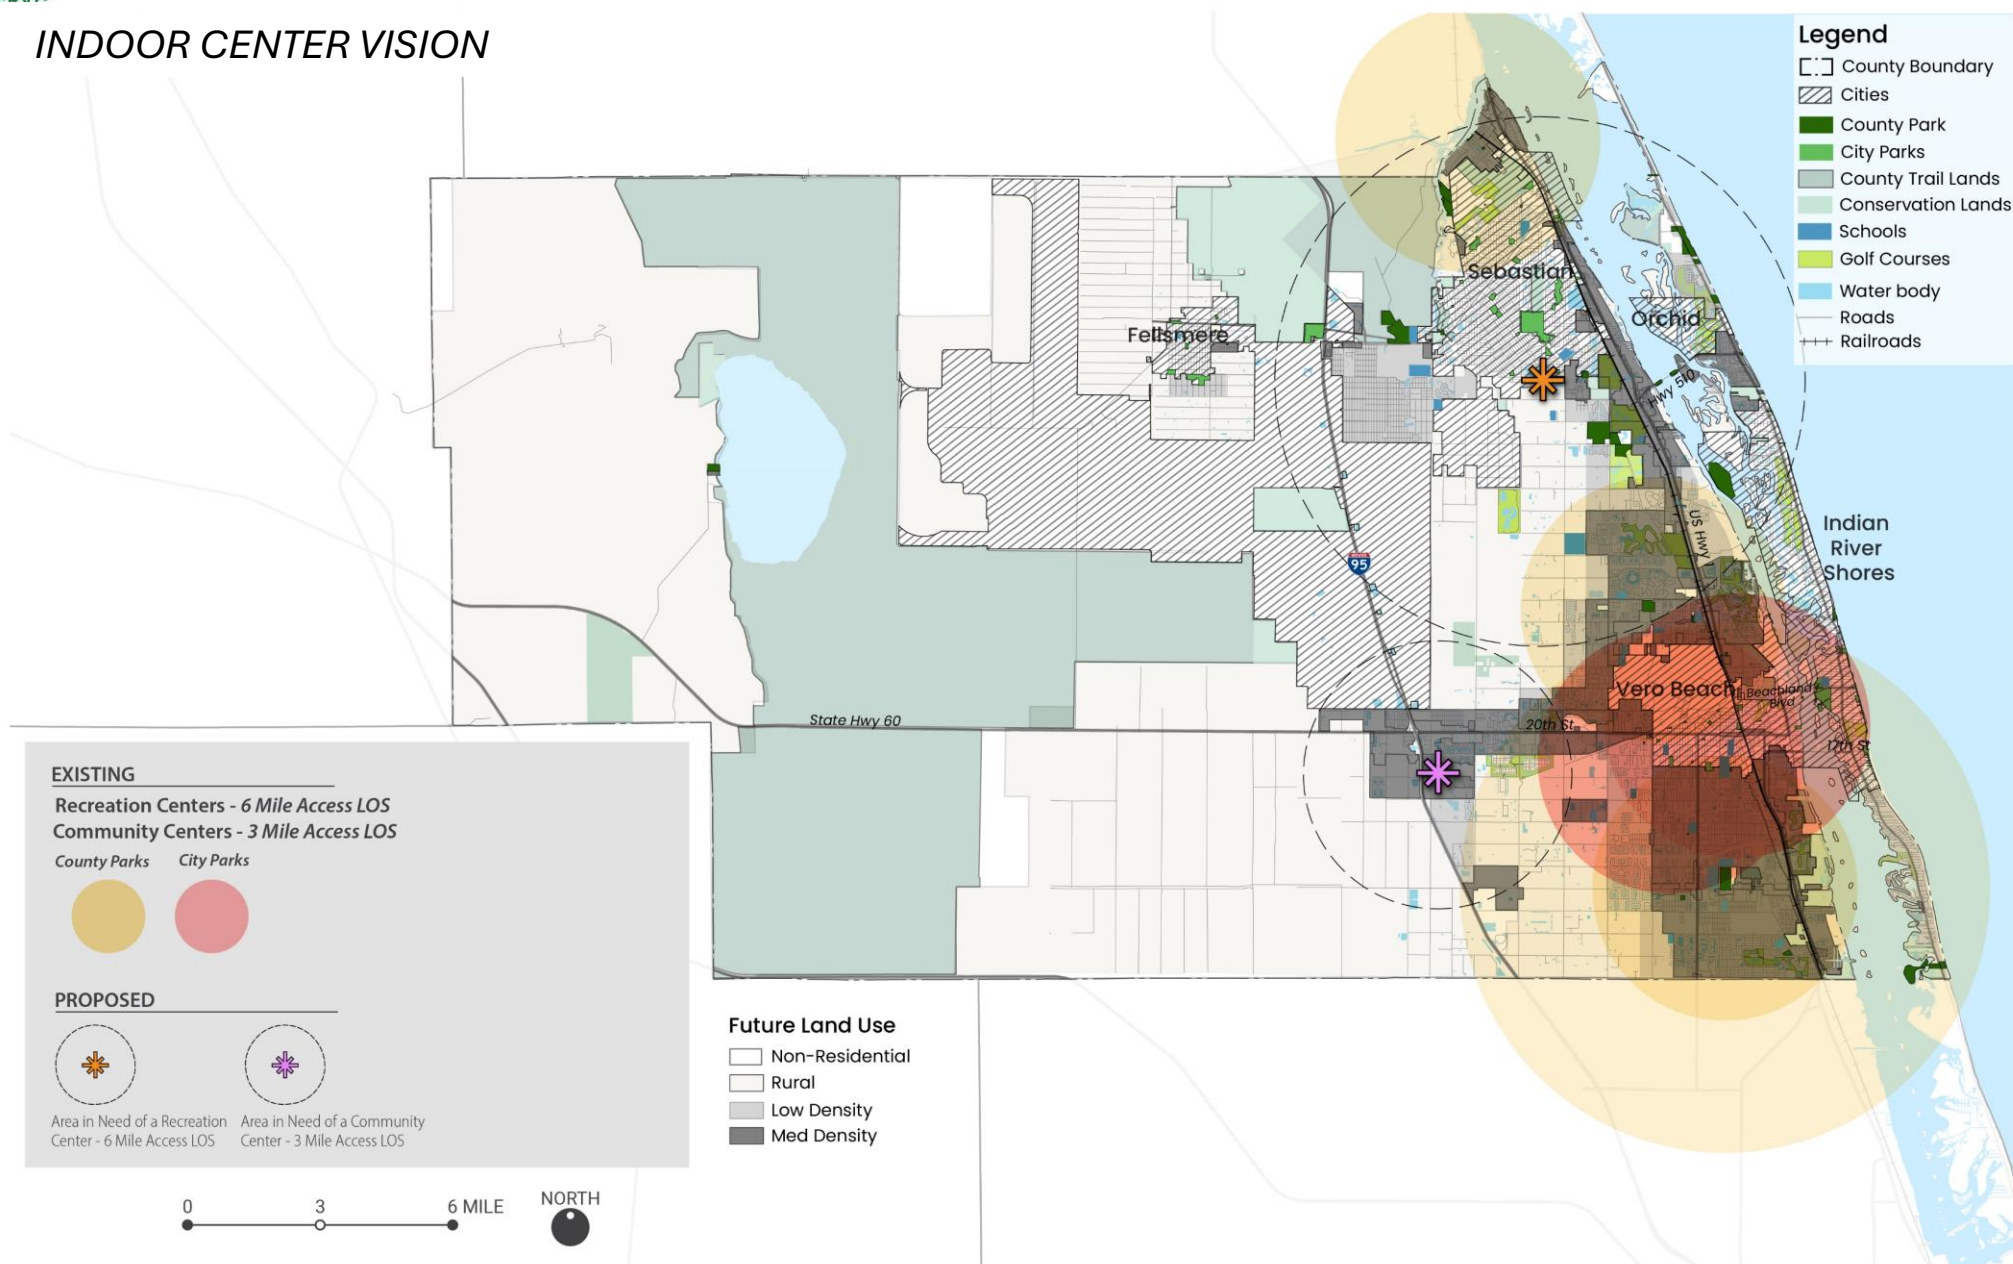 INDOOR CENTER VISION
Legend
County Boundary
Cities
County Park
City Parks
County Trail Lands
Conservation Lands
Schools
Golf Courses
Water body
Roads
Railroads
Sebastian
Orchid
Fellsmere
Hwy 510
US Hwy
Indian
River
Shores
95
Vero Beach
Beachland
Blvd
State Hwy 60
20th St
17th St
EXISTING
Recreation Centers - 6 Mile Access LOS
Community Centers - 3 Mile Access LOS
County Parks City Parks
PROPOSED
Area in Need of a Recreation
Center - 6 Mile Access LOS
Area in Need of a Community
Center - 3 Mile Access LOS
Future Land Use
Non-Residential
Rural
Low Density
Med Density
0 3 6 MILE
NORTH